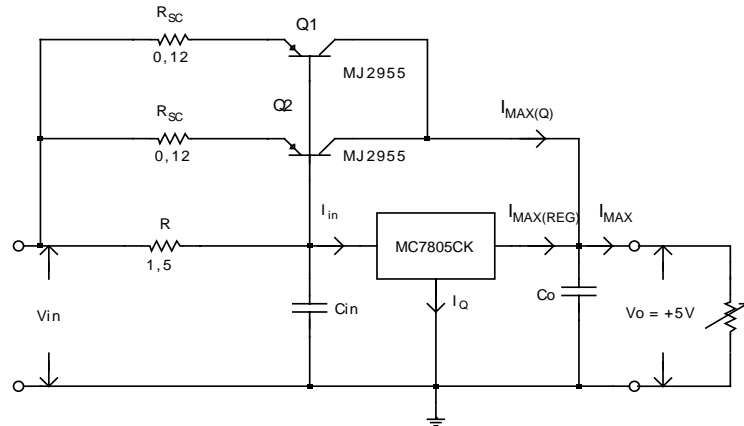 R_SC
Q1
0,12
MJ2955
R_SC
Q2
I_MAX(Q)
0,12
MJ2955
R
I_in
I_MAX(REG)
I_MAX
1,5
MC7805CK
Vin
Cin
I_Q
Co
Vo = +5V